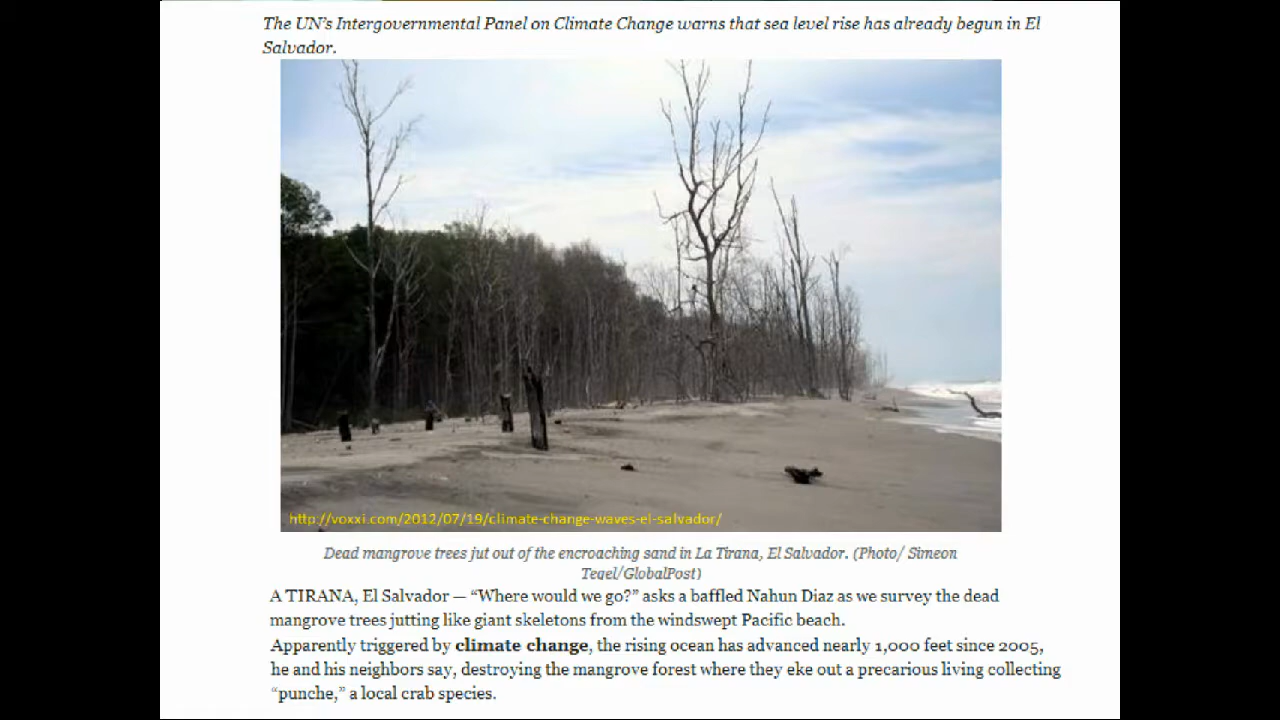 The UN's Intergovernmental Panel on Climate Change warns that sea level rise has already begun in El
Salvador.
http://voxxi.com/2012/07/19/climate-change-waves-el-salvador/
Dead mangrove trees jut out of the encroaching sand in La Tirana, El Salvador. (Photo/ Simeon
Tegel/GlobalPost)
A TIRANA, El Salvador — “Where would we go?” asks a baffled Nahun Diaz as we survey the dead
mangrove trees jutting like giant skeletons from the windswept Pacific beach.
Apparently triggered by climate change, the rising ocean has advanced nearly 1,000 feet since 2005,
he and his neighbors say, destroying the mangrove forest where they eke out a precarious living collecting
“punche,” a local crab species.